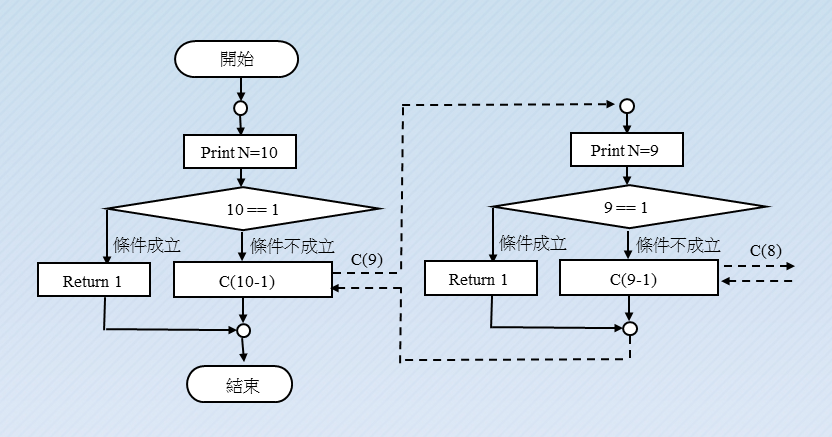 開始
Print N=10
10 == 1
條件成立
條件不成立
C(9)
Return 1
C(10-1)
結束
Print N=9
9 == 1
條件成立
條件不成立
C(8)
Return 1
C(9-1)